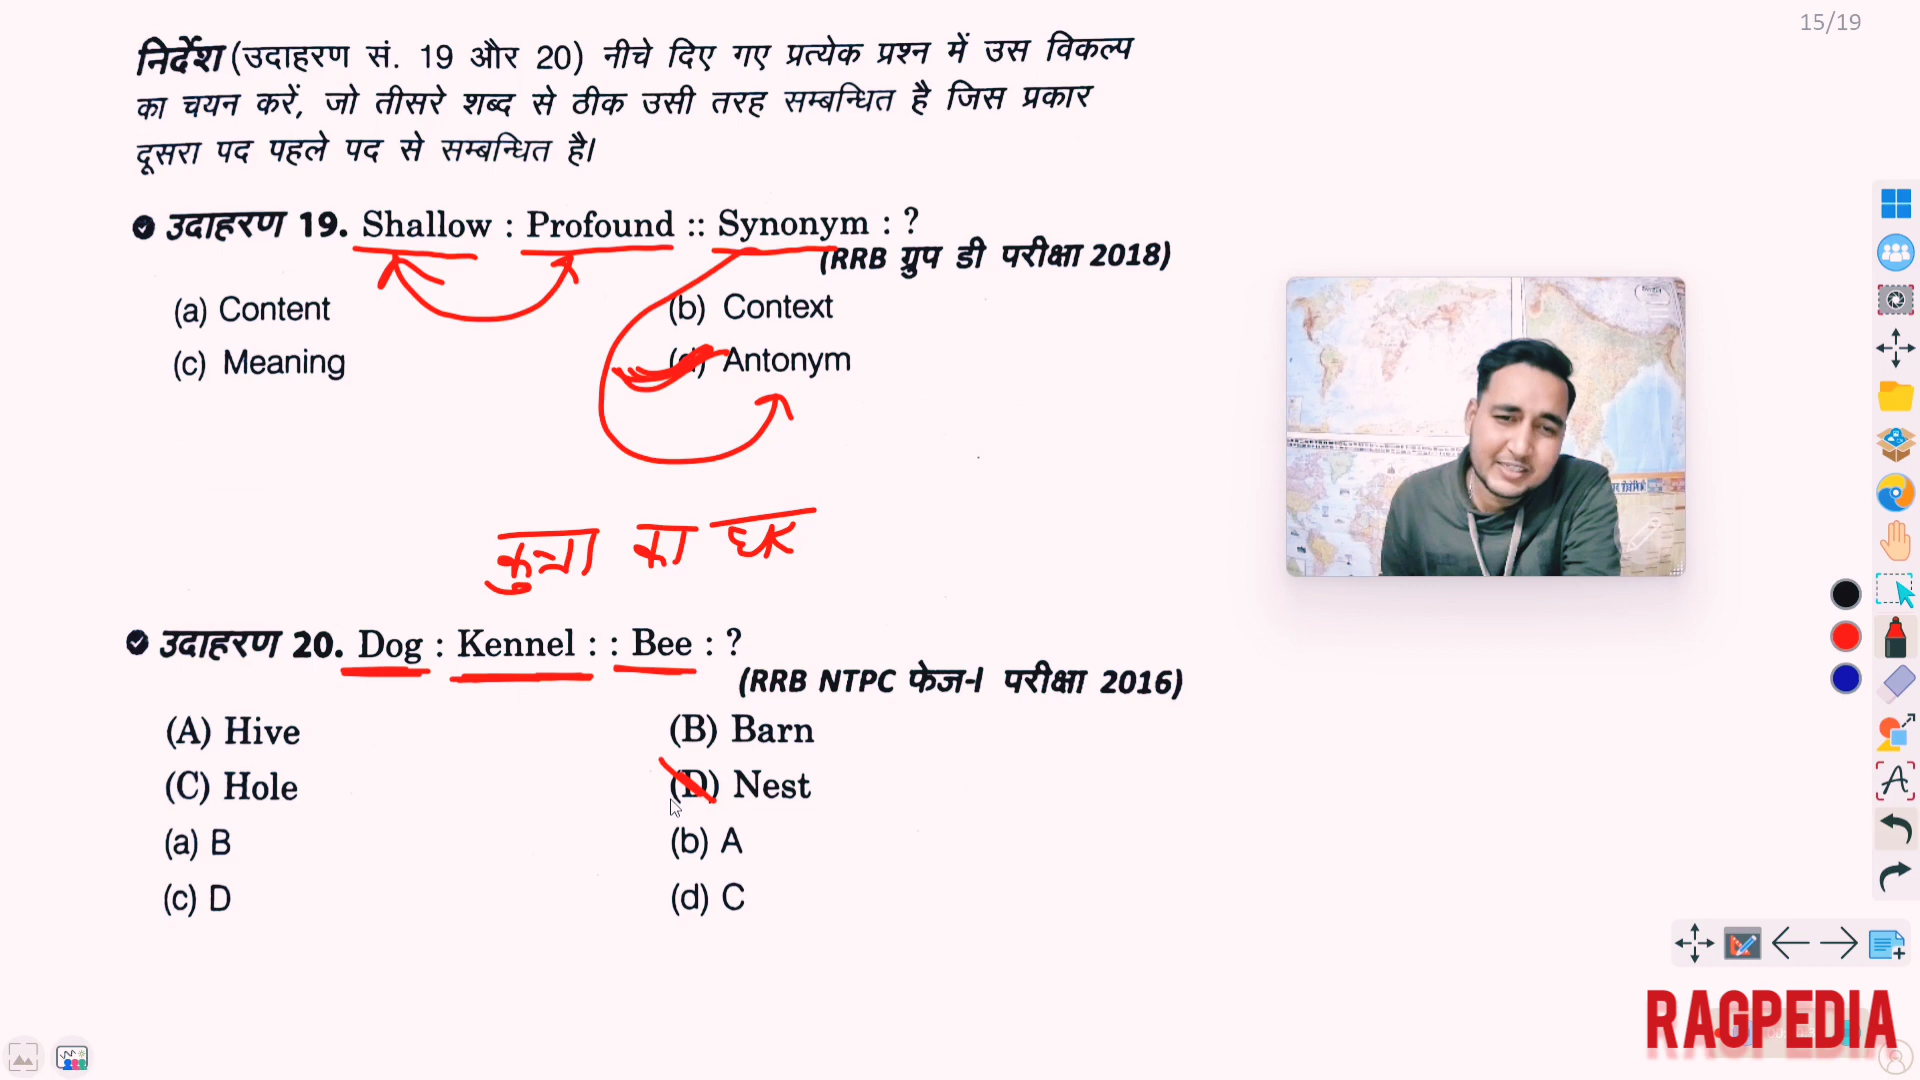 15/19
निर्देश (उदाहरण सं. 19 और 20) नीचे दिए गए प्रत्येक प्रश्न में उस विकल्प
का चयन करें, जो तीसरे शब्द से ठीक उसी तरह सम्बन्धित है जिस प्रकार
दूसरा पद पहले पद से सम्बन्धित है।
उदाहरण 19. Shallow : Profound :: Synonym : ?
(RRB ग्रुप डी परीक्षा 2018)
(a) Content (b) Context
(c) Meaning (d) Antonym
कुत्ता का घर
उदाहरण 20. Dog : Kennel : : Bee : ?
(RRB NTPC फेज-I परीक्षा 2016)
(A) Hive (B) Barn
(C) Hole (D) Nest
(a) B (b) A
(c) D (d) C
RAGPEDIA